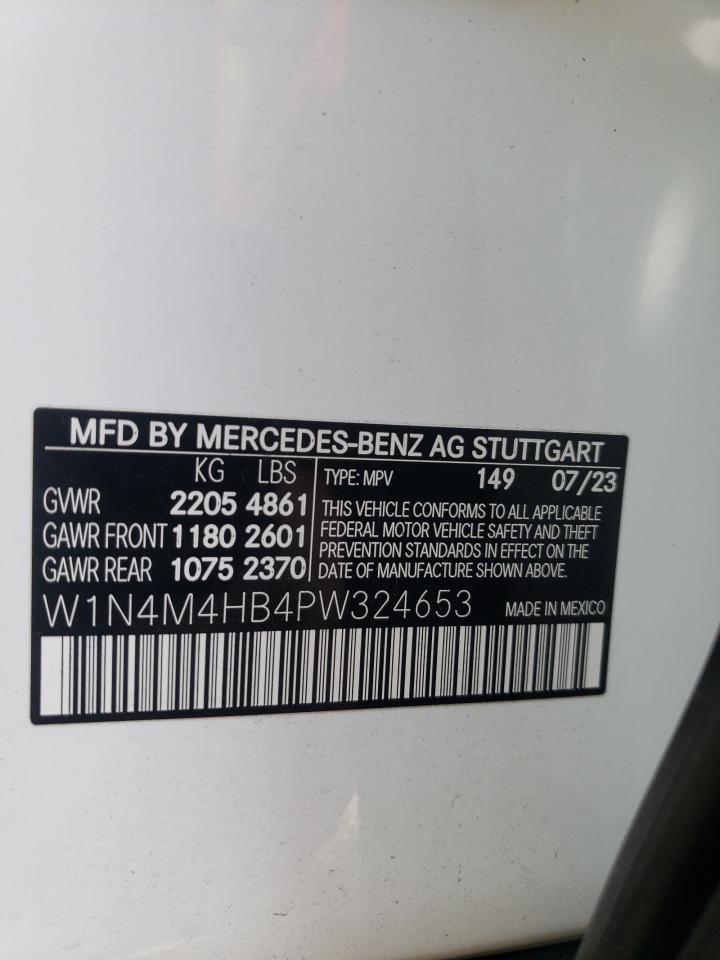 MFD BY MERCEDES-BENZ AG STUTTGART
KG LBS
GVWR 2205 4861
GAWR FRONT 1180 2601
GAWR REAR 1075 2370
TYPE: MPV 149 07/23
THIS VEHICLE CONFORMS TO ALL APPLICABLE
FEDERAL MOTOR VEHICLE SAFETY AND THEFT
PREVENTION STANDARDS IN EFFECT ON THE
DATE OF MANUFACTURE SHOWN ABOVE.
W1N4M4HB4PW324653 MADE IN MEXICO